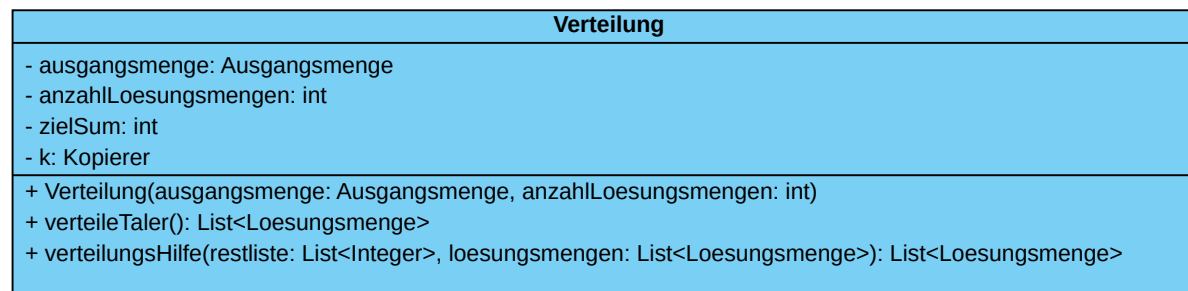 Verteilung
- ausgangsmenge: Ausgangsmenge
- anzahlLoesungsmengen: int
- zielSum: int
- k: Kopierer
+ Verteilung(ausgangsmenge: Ausgangsmenge, anzahlLoesungsmengen: int)
+ verteileTaler(): List<Loesungsmenge>
+ verteilungsHilfe(restliste: List<Integer>, loesungsmengen: List<Loesungsmenge>): List<Loesungsmenge>